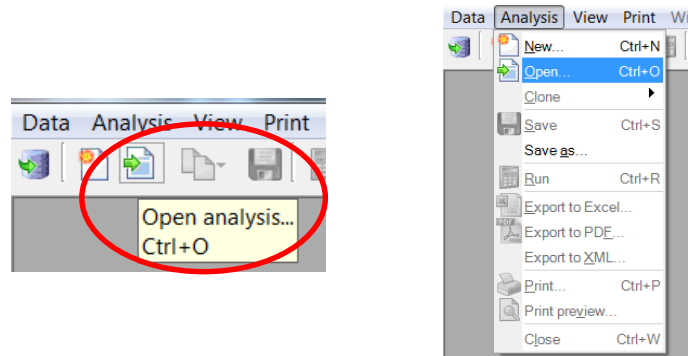 Data Analysis View Print
Open analysis...
Ctrl+O
Data Analysis View Print Wi
New... Ctrl+N
Open... Ctrl+O
Clone
Save Ctrl+S
Save as...
Run Ctrl+R
Export to Excel...
PDF
Export to PDF...
Export to XML...
Print... Ctrl+P
Print preview...
Close Ctrl+W